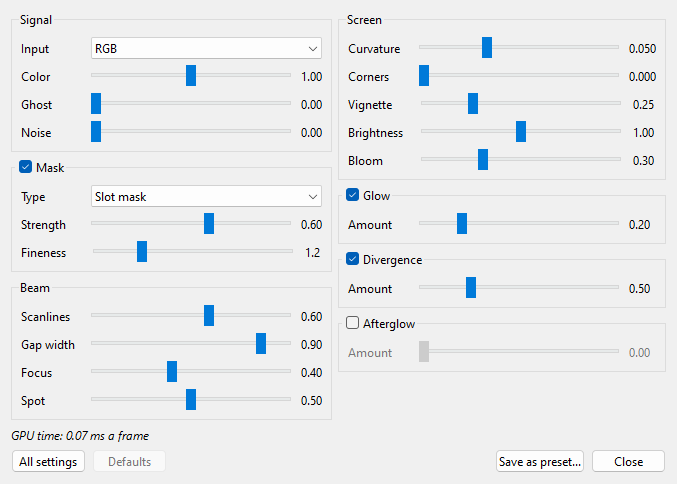 Signal
Input RGB
Color 1.00
Ghost 0.00
Noise 0.00
Mask
Type Slot mask
Strength 0.60
Fineness 1.2
Beam
Scanlines 0.60
Gap width 0.90
Focus 0.40
Spot 0.50
Screen
Curvature 0.050
Corners 0.000
Vignette 0.25
Brightness 1.00
Bloom 0.30
Glow
Amount 0.20
Divergence
Amount 0.50
Afterglow
Amount 0.00
GPU time: 0.07 ms a frame
All settings Defaults Save as preset... Close